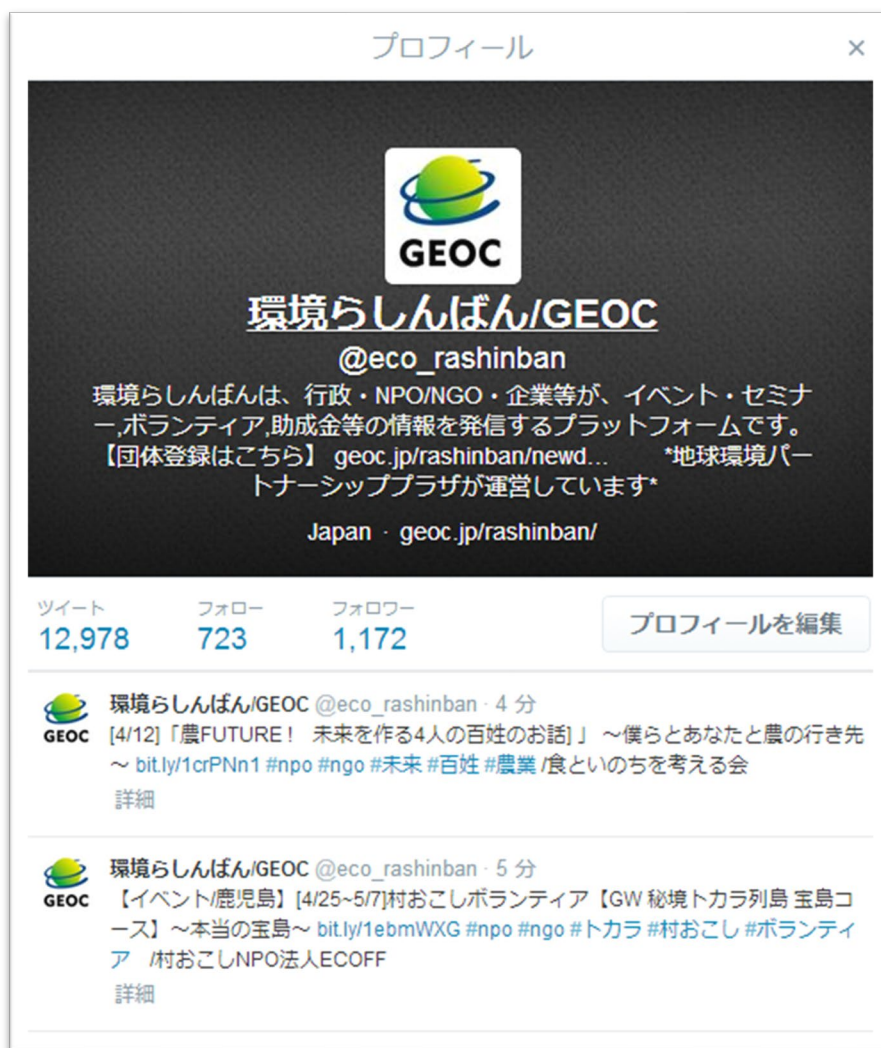 プロフィール
×
GEOC
環境らしんばん/GEOC
@eco_rashinban
環境らしんばんは、行政・NPO/NGO・企業等が、イベント・セミナ
ー,ボランティア,助成金等の情報を発信するプラットフォームです。
【団体登録はこちら】 geoc.jp/rashinban/newd... *地球環境パー
トナーシッププラザが運営しています*
Japan · geoc.jp/rashinban/
ツイート フォロー フォロワー
12,978 723 1,172
プロフィールを編集
GEOC
環境らしんばん/GEOC @eco_rashinban · 4 分
[4/12]「農FUTURE! 未来を作る4人の百姓のお話]」 ～僕らとあなたと農の行き先
～ bit.ly/1crPNn1 #npo #ngo #未来 #百姓 #農業 /食といのちを考える会
詳細
GEOC
環境らしんばん/GEOC @eco_rashinban · 5 分
【イベント/鹿児島】[4/25~5/7]村おこしボランティア【GW 秘境トカラ列島 宝島コ
ース】～本当の宝島～ bit.ly/1ebmWXG #npo #ngo #トカラ #村おこし #ボランティ
ア /村おこしNPO法人ECOFF
詳細